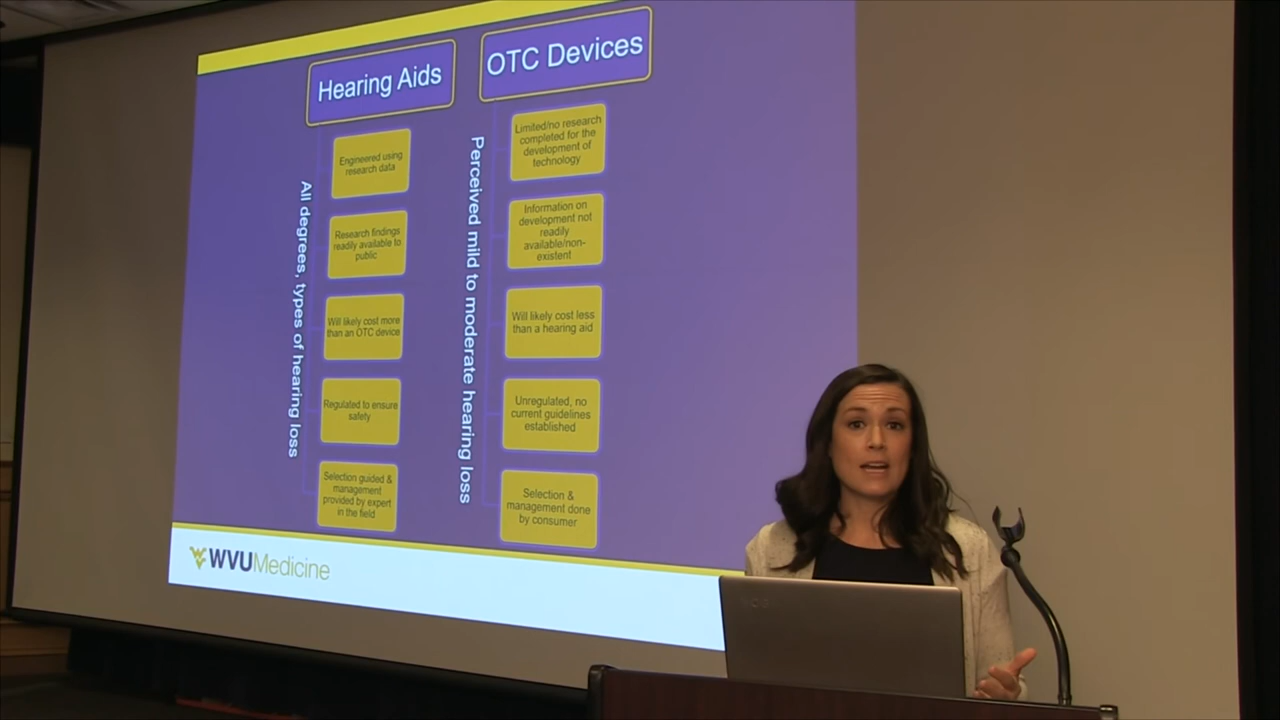 Hearing Aids
All degrees, types of hearing loss
Engineered using
research data
Research findings
readily available to
public
Will likely cost more
than an OTC device
Regulated to ensure
safety
Selection guided &
management
provided by expert
in the field
OTC Devices
Perceived mild to moderate hearing loss
Limited/no research
completed for the
development of
technology
Information on
development not
readily
available/non-
existent
Will likely cost less
than a hearing aid
Unregulated, no
current guidelines
established
Selection &
management done
by consumer
WVUMedicine